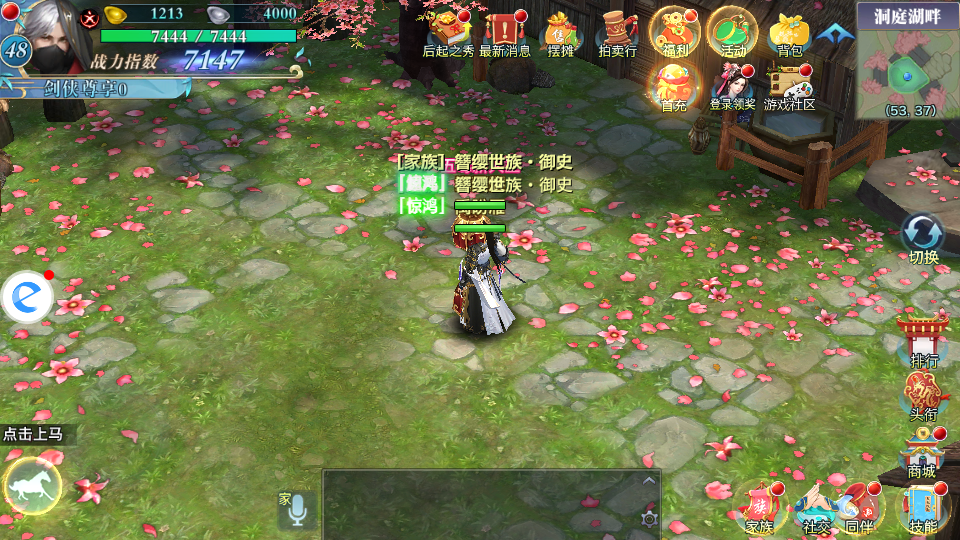 1213
4000
7444 / 7444
48
战力指数 7147
剑侠尊享0
后起之秀
最新消息
摆摊
售
拍卖行
福利
活动
背包
首充
登录领奖
游戏社区
洞庭湖畔
(53, 37)
[家族] 簪缨世族·御史
簪缨世族·御史
「惊鸿」
切换
排行
头衔
商城
点击上马
家
族
家族
社交
同伴
技能